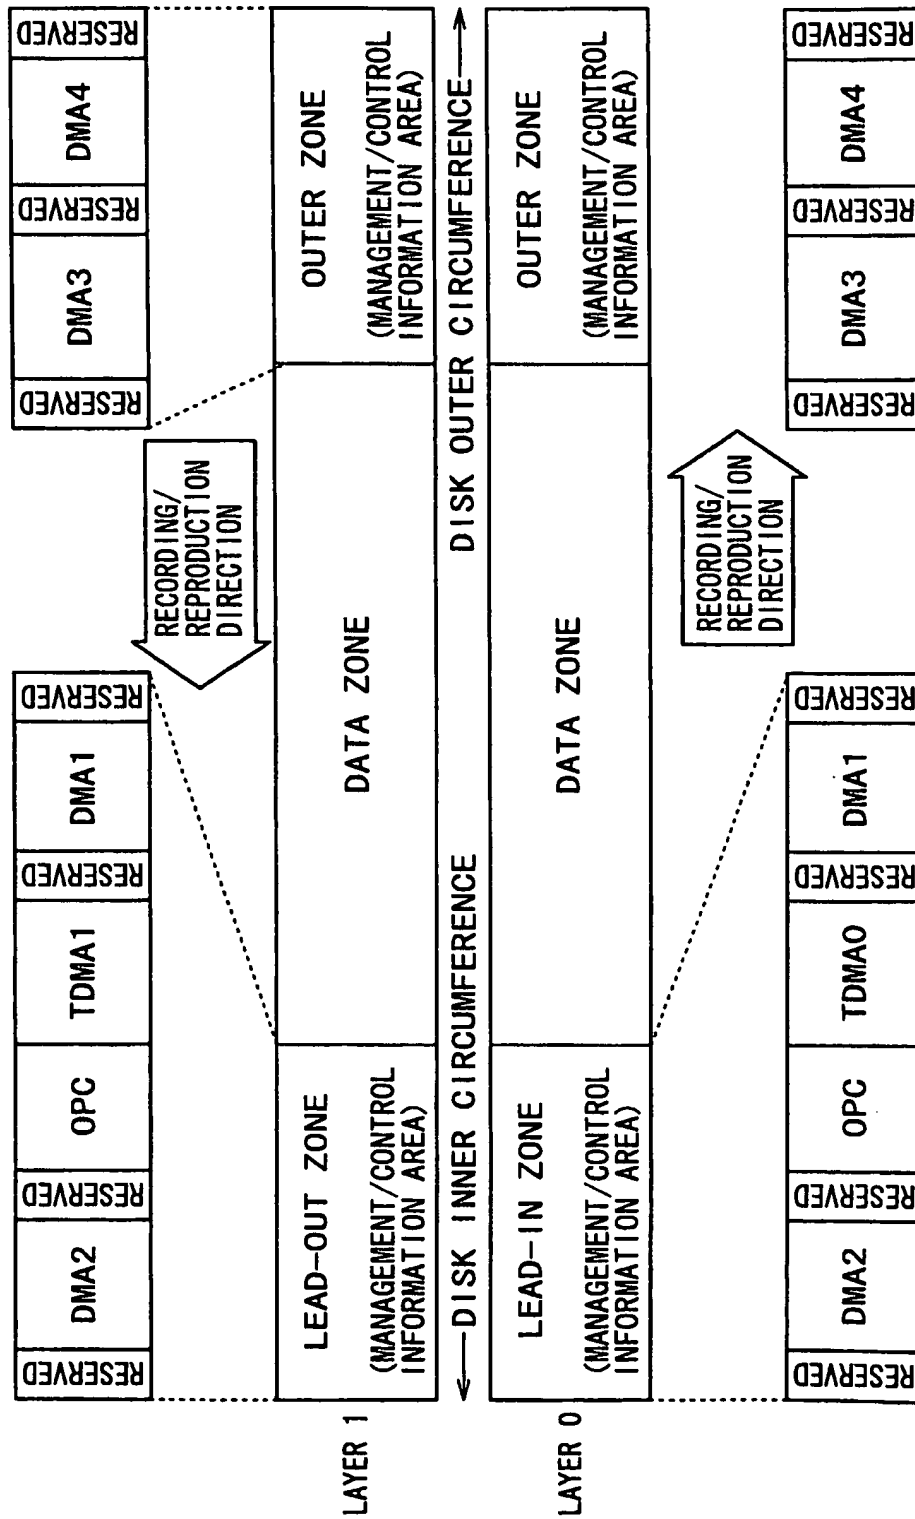 RESERVED
DMA2
RESERVED
OPC
TDMA1
RESERVED
DMA1
RESERVED
RESERVED
DMA3
RESERVED
DMA4
RESERVED
RECORDING/
REPRODUCTION
DIRECTION
LAYER 1
LEAD-OUT ZONE
(MANAGEMENT/CONTROL
INFORMATION AREA)
DATA ZONE
OUTER ZONE
(MANAGEMENT/CONTROL
INFORMATION AREA)
DISK INNER CIRCUMFERENCE
DISK OUTER CIRCUMFERENCE
LAYER 0
LEAD-IN ZONE
(MANAGEMENT/CONTROL
INFORMATION AREA)
DATA ZONE
OUTER ZONE
(MANAGEMENT/CONTROL
INFORMATION AREA)
RECORDING/
REPRODUCTION
DIRECTION
RESERVED
DMA2
RESERVED
OPC
TDMA0
RESERVED
DMA1
RESERVED
RESERVED
DMA3
RESERVED
DMA4
RESERVED